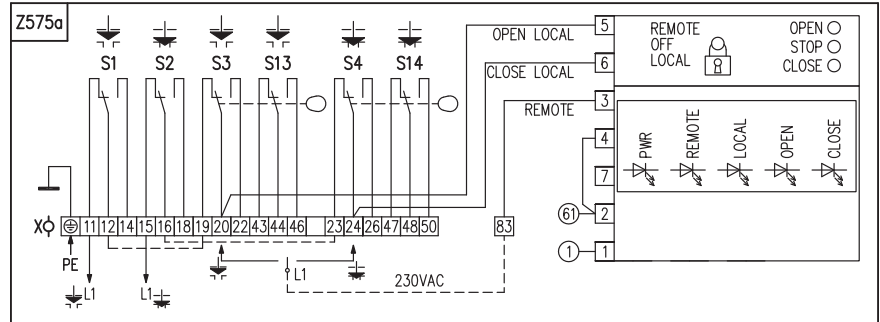 Z575a
S1 S2 S3 S13 S4 S14
OPEN LOCAL
CLOSE LOCAL
REMOTE
5
6
3
4
7
2
1
61
1
REMOTE
OFF
LOCAL
OPEN
STOP
CLOSE
PWR
REMOTE
LOCAL
OPEN
CLOSE
X 11 12 14 15 16 18 19 20 22 43 44 46 23 24 26 47 48 50 83
PE
L1
L1
L1
230VAC